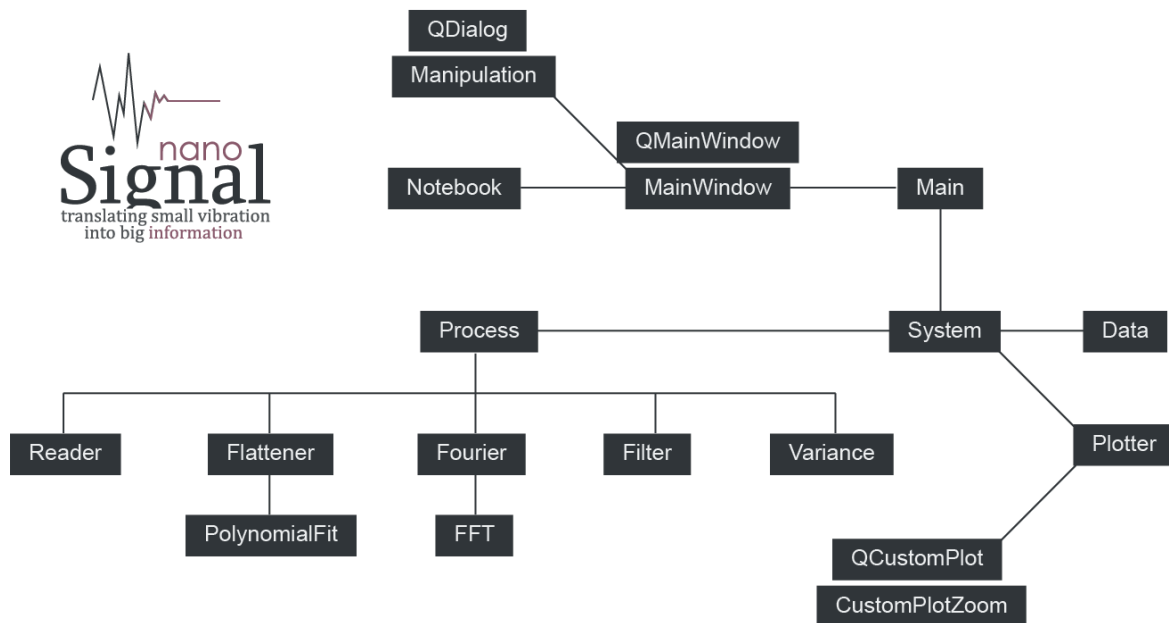 QDialog
Manipulation
nano
Signal
translating small vibration
into big information
QMainWindow
Notebook
MainWindow
Main
Process
System
Data
Reader
Flattener
Fourier
Filter
Variance
Plotter
PolynomialFit
FFT
QCustomPlot
CustomPlotZoom